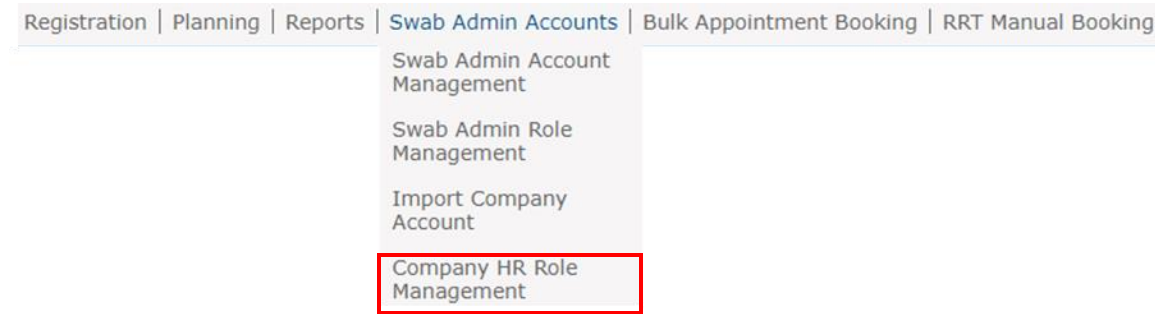 Registration | Planning | Reports | Swab Admin Accounts | Bulk Appointment Booking | RRT Manual Booking
Swab Admin Account
Management
Swab Admin Role
Management
Import Company
Account
Company HR Role
Management